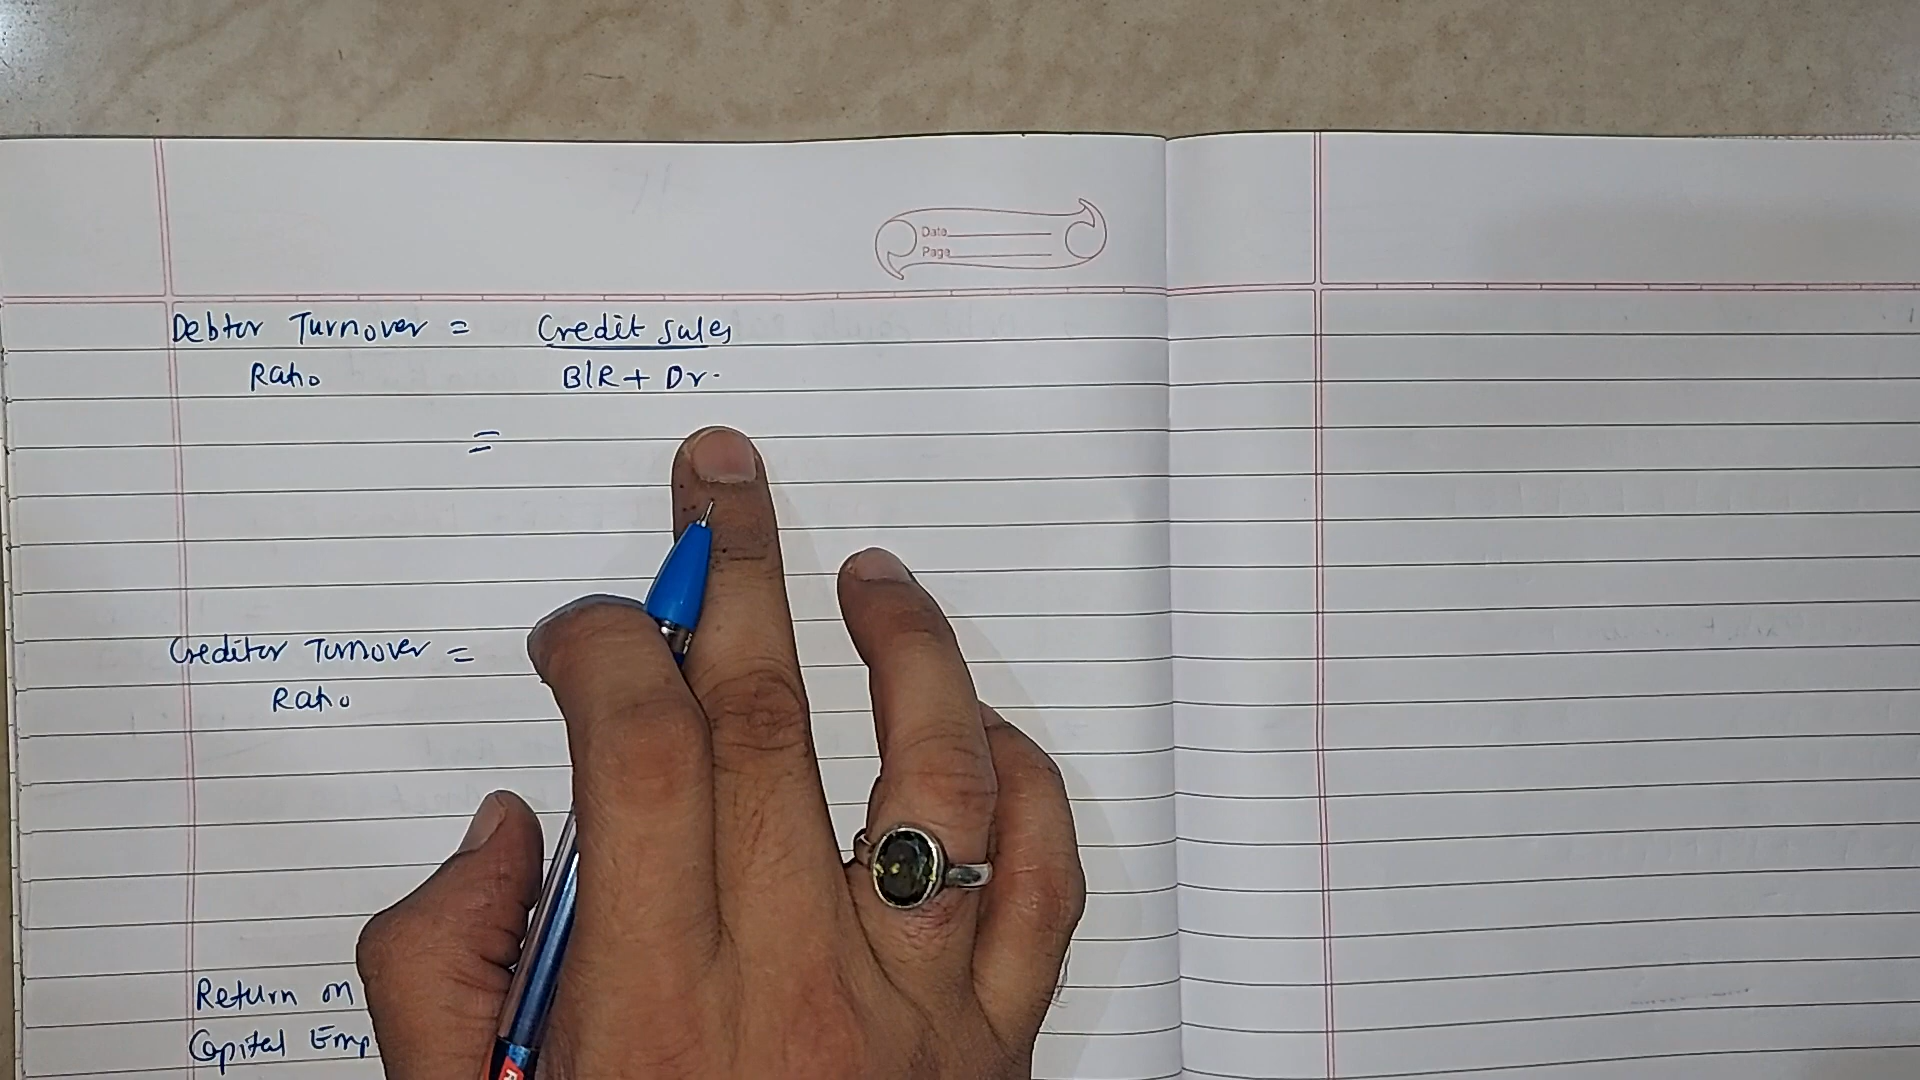 Date
Page
Debtor Turnover = Credit sales
Ratio B/R + Dr.
=
Creditor Turnover =
Ratio
Return on
Capital Emp
R